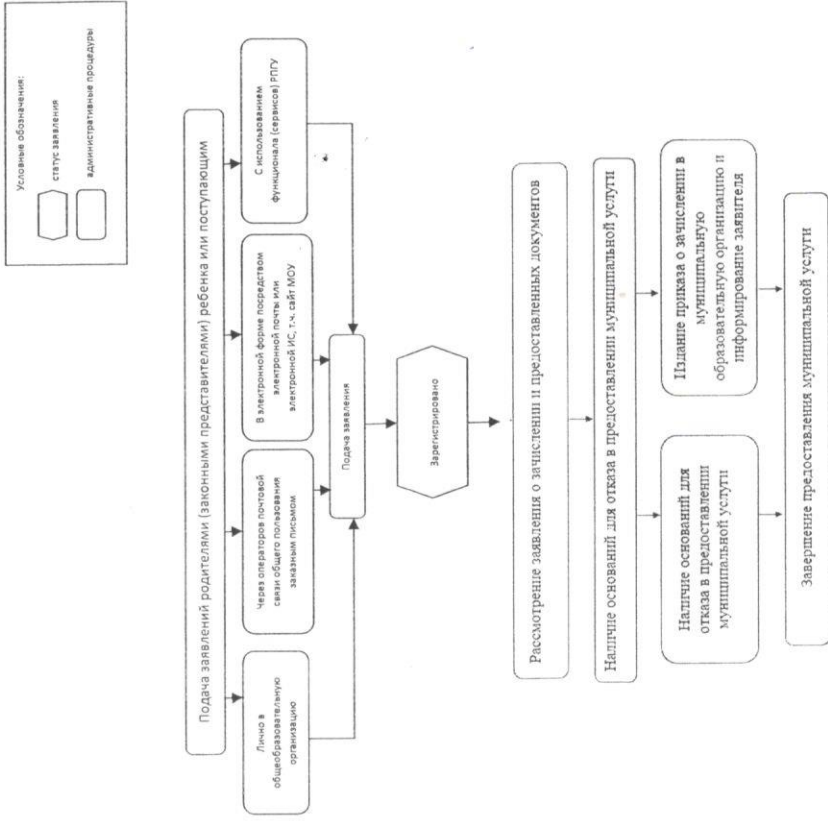 Условные обозначения:
статус заявления
административные процедуры
Подача заявлений родителями (законными представителями) ребенка или поступающим
Лично в
общеобразовательную
организацию
Через операторов почтовой
связи общего пользования
заказным письмом
В электронной форме посредством
электронной почты или
электронной ИС, т.ч. сайт МОУ
С использованием
функционала (сервисов) РПГУ
Подача заявления
Зарегистрировано
Рассмотрение заявления о зачислении и предоставленных документов
Наличие оснований для отказа в предоставлении муниципальной услуги
Наличие оснований для
отказа в предоставлении
муниципальной услуги
Издание приказа о зачислении в
муниципальную
образовательную организацию и
информирование заявителя
Завершение предоставления муниципальной услуги